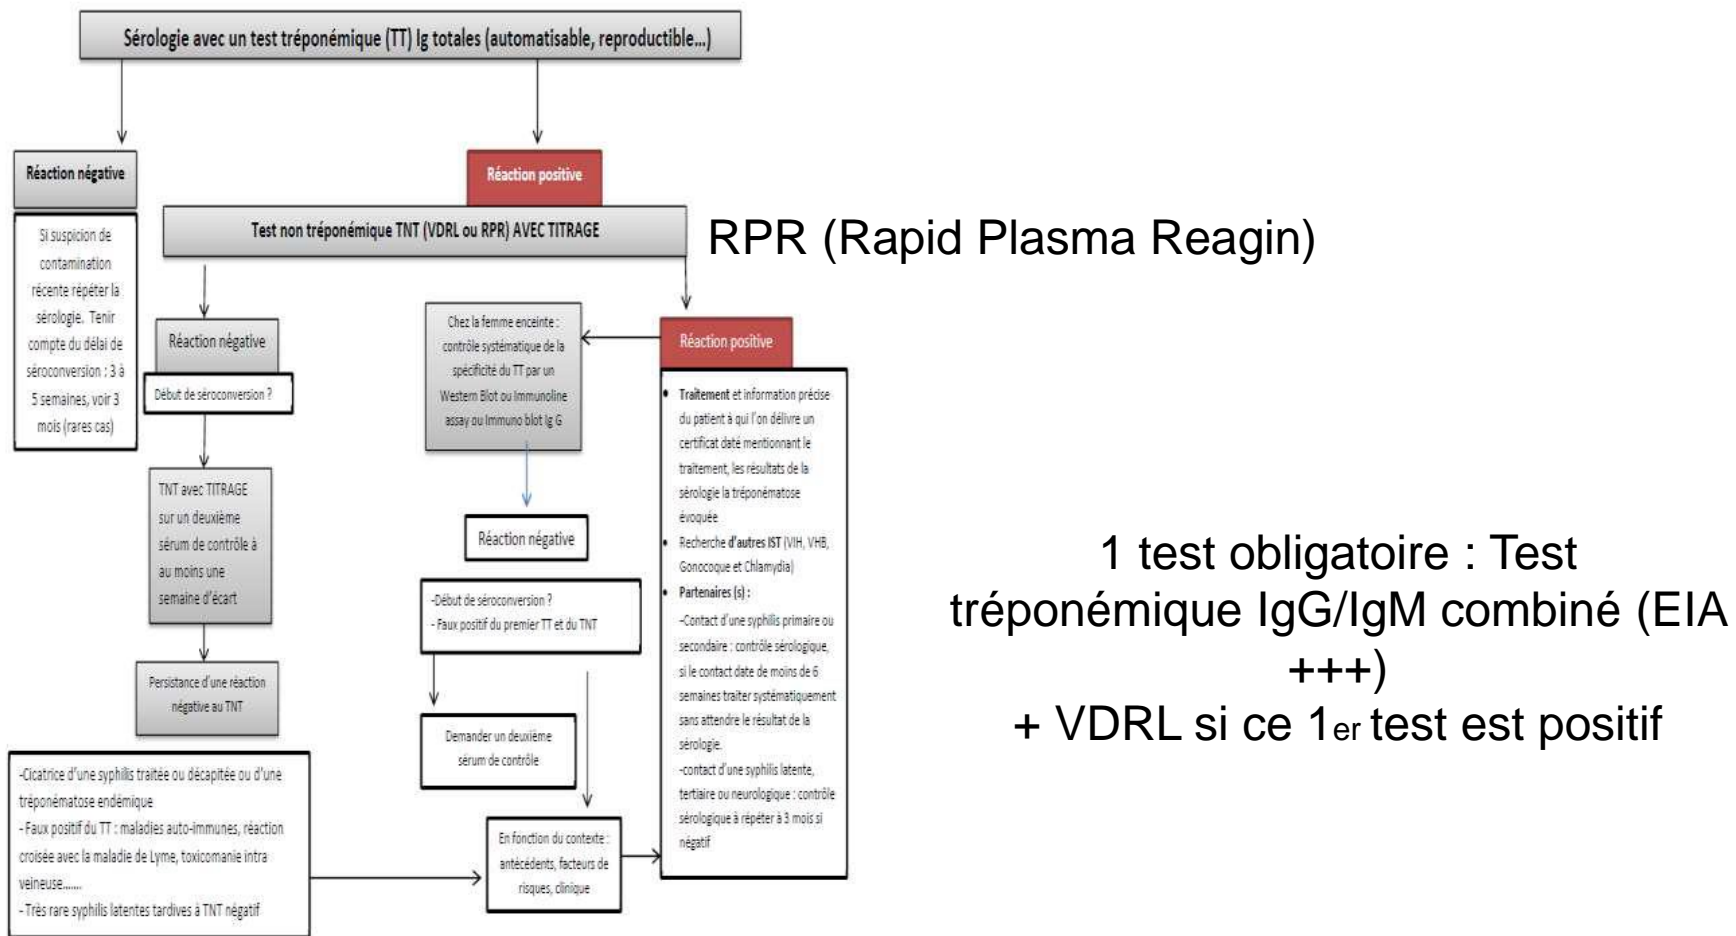 Sérologie avec un test tréponémique (TT) Ig totales (automatisable, reproductible...)
Réaction négative
Si suspicion de
contamination
récente répéter la
sérologie. Tenir
compte du délai de
séroconversion : 3 à
5 semaines, voir 3
mois (rares cas)
Réaction positive
Test non tréponémique TNT (VDRL ou RPR) AVEC TITRAGE
RPR (Rapid Plasma Reagin)
Réaction négative
Début de séroconversion ?
TNT avec TITRAGE
sur un deuxième
sérum de contrôle à
au moins une
semaine d'écart
Persistance d'une réaction
négative au TNT
-Cicatrice d'une syphilis traitée ou décapitée ou d'une
tréponématose endémique
- Faux positif du TT : maladies auto-immunes, réaction
croisée avec la maladie de Lyme, toxicomanie intra
veineuse.......
- Très rare syphilis latentes tardives à TNT négatif
Chez la femme enceinte :
contrôle systématique de la
spécificité du TT par un
Western Blot ou Immunoline
assay ou Immuno blot Ig G
Réaction négative
-Début de séroconversion ?
- Faux positif du premier TT et du TNT
Demander un deuxième
sérum de contrôle
En fonction du contexte :
antécédents, facteurs de
risques, clinique
Réaction positive
• Traitement et information précise
du patient à qui l'on délivre un
certificat daté mentionnant le
traitement, les résultats de la
sérologie la tréponématose
évoquée
• Recherche d'autres IST (VIH, VHB,
Gonocoque et Chlamydia)
• Partenaires (s) :
-Contact d'une syphilis primaire ou
secondaire : contrôle sérologique,
si le contact date de moins de 6
semaines traiter systématiquement
sans attendre le résultat de la
sérologie.
-contact d'une syphilis latente,
tertiaire ou neurologique : contrôle
sérologique à répéter à 3 mois si
négatif
1 test obligatoire : Test
tréponémique IgG/IgM combiné (EIA
+++)
+ VDRL si ce 1er test est positif